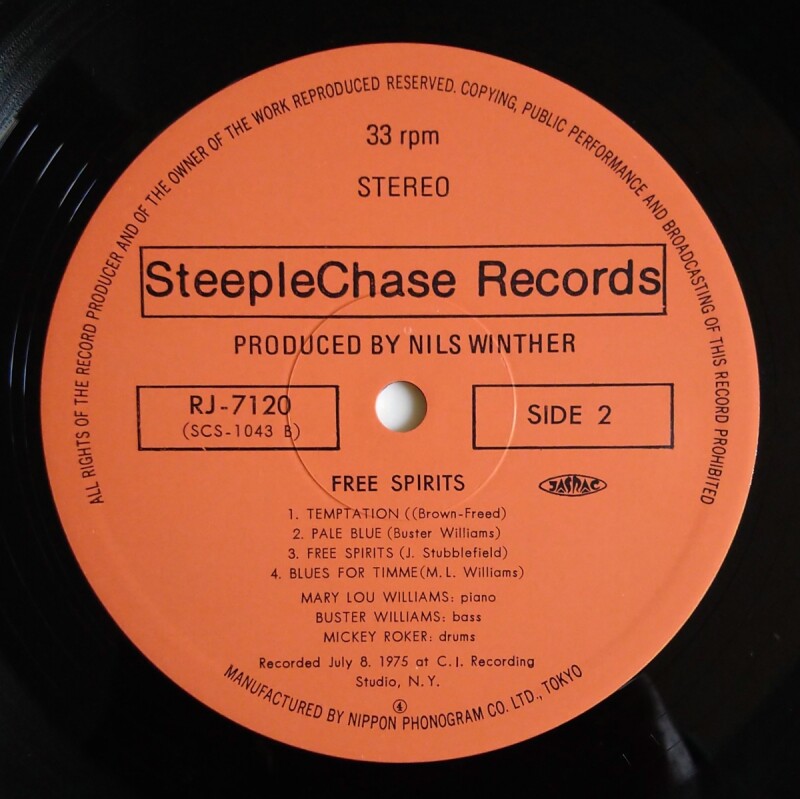 ALL RIGHTS OF THE RECORD PRODUCER AND OF THE OWNER OF THE WORK REPRODUCED RESERVED. COPYING, PUBLIC PERFORMANCE AND BROADCASTING OF THIS RECORD PROHIBITED
33 rpm
STEREO
SteepleChase Records
PRODUCED BY NILS WINTHER
RJ-7120
(SCS-1043 B)
SIDE 2
FREE SPIRITS
JASRAC
1. TEMPTATION ((Brown-Freed)
2. PALE BLUE (Buster Williams)
3. FREE SPIRITS (J. Stubblefield)
4. BLUES FOR TIMME(M.L. Williams)
MARY LOU WILLIAMS: piano
BUSTER WILLIAMS: bass
MICKEY ROKER: drums
Recorded July 8. 1975 at C.I. Recording
Studio, N.Y.
④
MANUFACTURED BY NIPPON PHONOGRAM CO. LTD., TOKYO